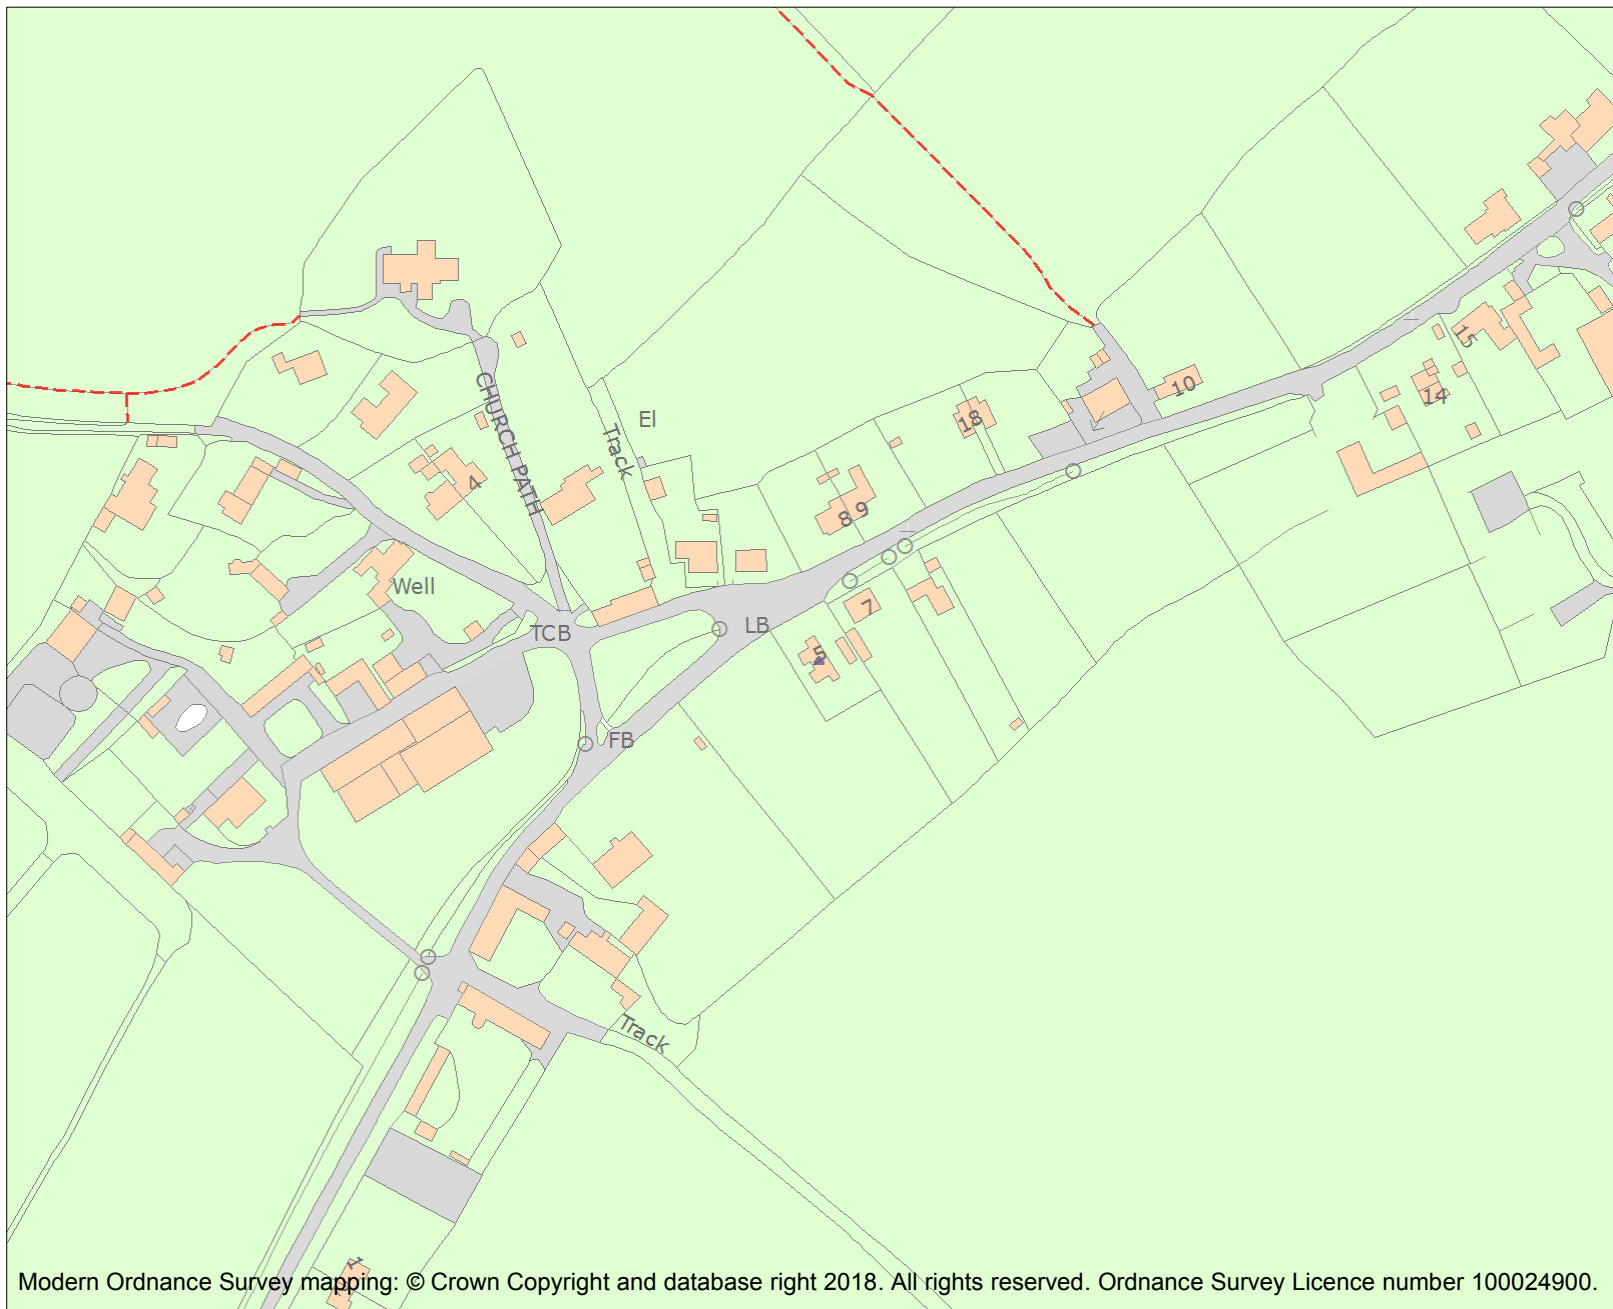 10
15
14
CHURCH PATH
El
Track
18
4
8
9
Well
7
TCB
LB
5
FB
Track
1
Modern Ordnance Survey mapping: © Crown Copyright and database right 2018. All rights reserved. Ordnance Survey Licence number 100024900.